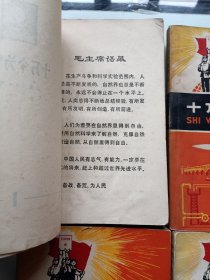 毛主席语录
在生产斗争和科学实验范围内，人
类总是不断发展的，自然界也总是不断
发展的，永远不会停止在一个水平上。
因此，人类总得不断地总结经验，有所发
现，有所发明，有所创造，有所前进。
人们为着要在自然界里得到自由，
就要用自然科学来了解自然，克服自然
和改造自然，从自然里得到自由。
中国人民有志气，有能力，一定要在
不远的将来，赶上和超过世界先进水平。
备战、备荒、为人民
十万
SHI W